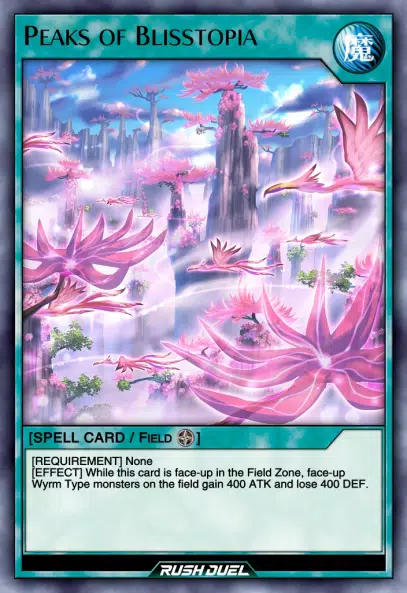 Peaks of Blisstopia
魔
[SPELL CARD / Field]
[REQUIREMENT] None
[EFFECT] While this card is face-up in the Field Zone, face-up
Wyrm Type monsters on the field gain 400 ATK and lose 400 DEF.
RUSH DUEL